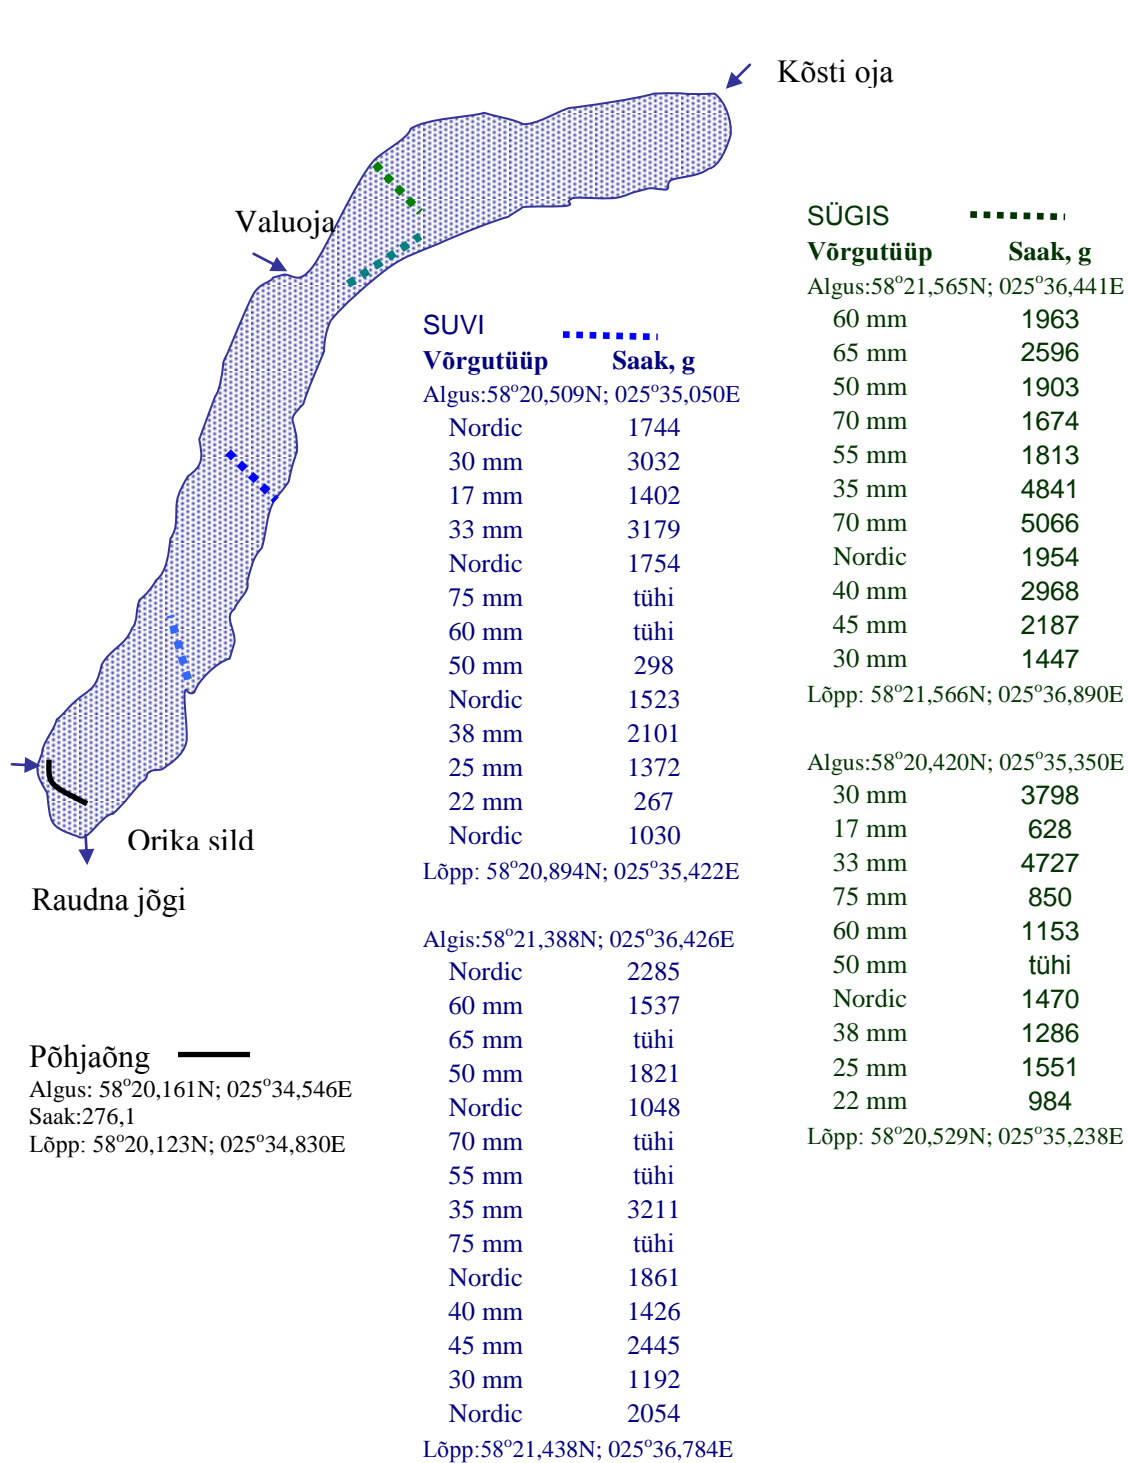 Kõsti oja
Valuoja
Orika sild
Raudna jõgi
Põhjaõng
Algus: 58°20,161N; 025°34,546E
Saak:276,1
Lõpp: 58°20,123N; 025°34,830E
SUVI
Võrgutüüp Saak, g
Algus:58°20,509N; 025°35,050E
Nordic 1744
30 mm 3032
17 mm 1402
33 mm 3179
Nordic 1754
75 mm tühi
60 mm tühi
50 mm 298
Nordic 1523
38 mm 2101
25 mm 1372
22 mm 267
Nordic 1030
Lõpp: 58°20,894N; 025°35,422E
Algis:58°21,388N; 025°36,426E
Nordic 2285
60 mm 1537
65 mm tühi
50 mm 1821
Nordic 1048
70 mm tühi
55 mm tühi
35 mm 3211
75 mm tühi
Nordic 1861
40 mm 1426
45 mm 2445
30 mm 1192
Nordic 2054
Lõpp:58°21,438N; 025°36,784E
SÜGIS
Võrgutüüp Saak, g
Algus:58°21,565N; 025°36,441E
60 mm 1963
65 mm 2596
50 mm 1903
70 mm 1674
55 mm 1813
35 mm 4841
70 mm 5066
Nordic 1954
40 mm 2968
45 mm 2187
30 mm 1447
Lõpp: 58°21,566N; 025°36,890E
Algus:58°20,420N; 025°35,350E
30 mm 3798
17 mm 628
33 mm 4727
75 mm 850
60 mm 1153
50 mm tühi
Nordic 1470
38 mm 1286
25 mm 1551
22 mm 984
Lõpp: 58°20,529N; 025°35,238E